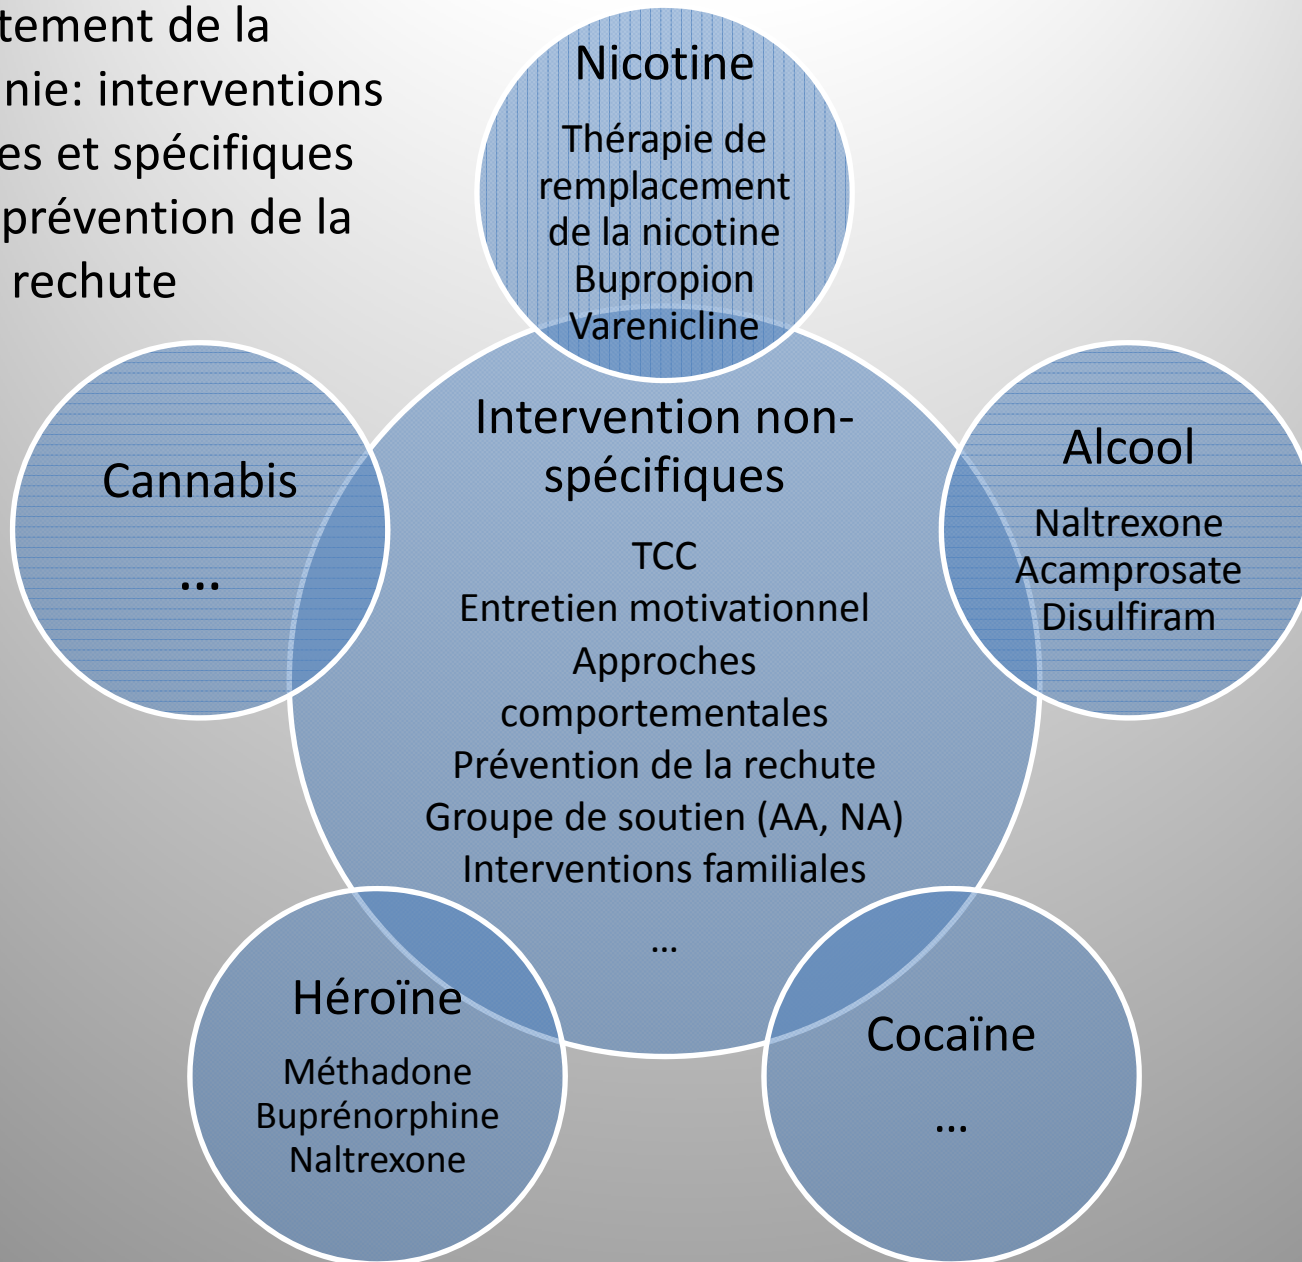 tement de la
nie: interventions
es et spécifiques
prévention de la
rechute
Nicotine
Thérapie de
remplacement
de la nicotine
Bupropion
Varenicline
Cannabis
...
Intervention non-
spécifiques
TCC
Entretien motivationnel
Approches
comportementales
Prévention de la rechute
Groupe de soutien (AA, NA)
Interventions familiales
...
Alcool
Naltrexone
Acamprosate
Disulfiram
Héroïne
Méthadone
Buprénorphine
Naltrexone
Cocaïne
...